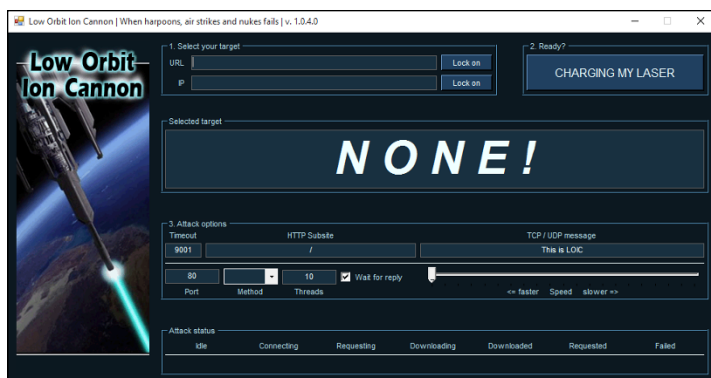 Low Orbit Ion Cannon | When harpoons, air strikes and nukes fails | v. 1.0.4.0
Low Orbit
Ion Cannon
1. Select your target
URL
Lock on
IP
Lock on
2. Ready?
CHARGING MY LASER
Selected target
NONE!
3. Attack options
Timeout
HTTP Subsite
TCP / UDP message
9001
/
This is LOIC
80
10
Wait for reply
Port
Method
Threads
<= faster Speed slower =>
Attack status
Idle Connecting Requesting Downloading Downloaded Requested Failed